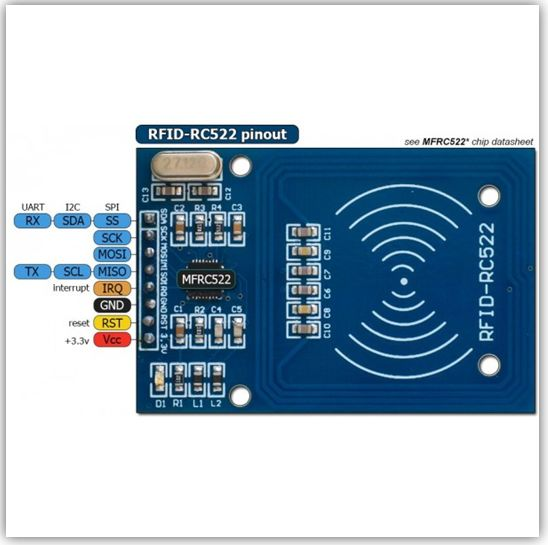 RFID-RC522 pinout
see MFRC522* chip datasheet
UART I2C SPI
RX SDA SS
SCK
MOSI
TX SCL MISO
interrupt IRQ
GND
reset RST
+3.3v Vcc
C13
C12
C2 R3 R4 C3
SDA SCK MOSI MISO IRQ GND RST 3.3V
MFRC522
C1 R2 C4 C5
D1 R1 L1 L2
C11
C9
C7
C6
C8
C10
RFID-RC522